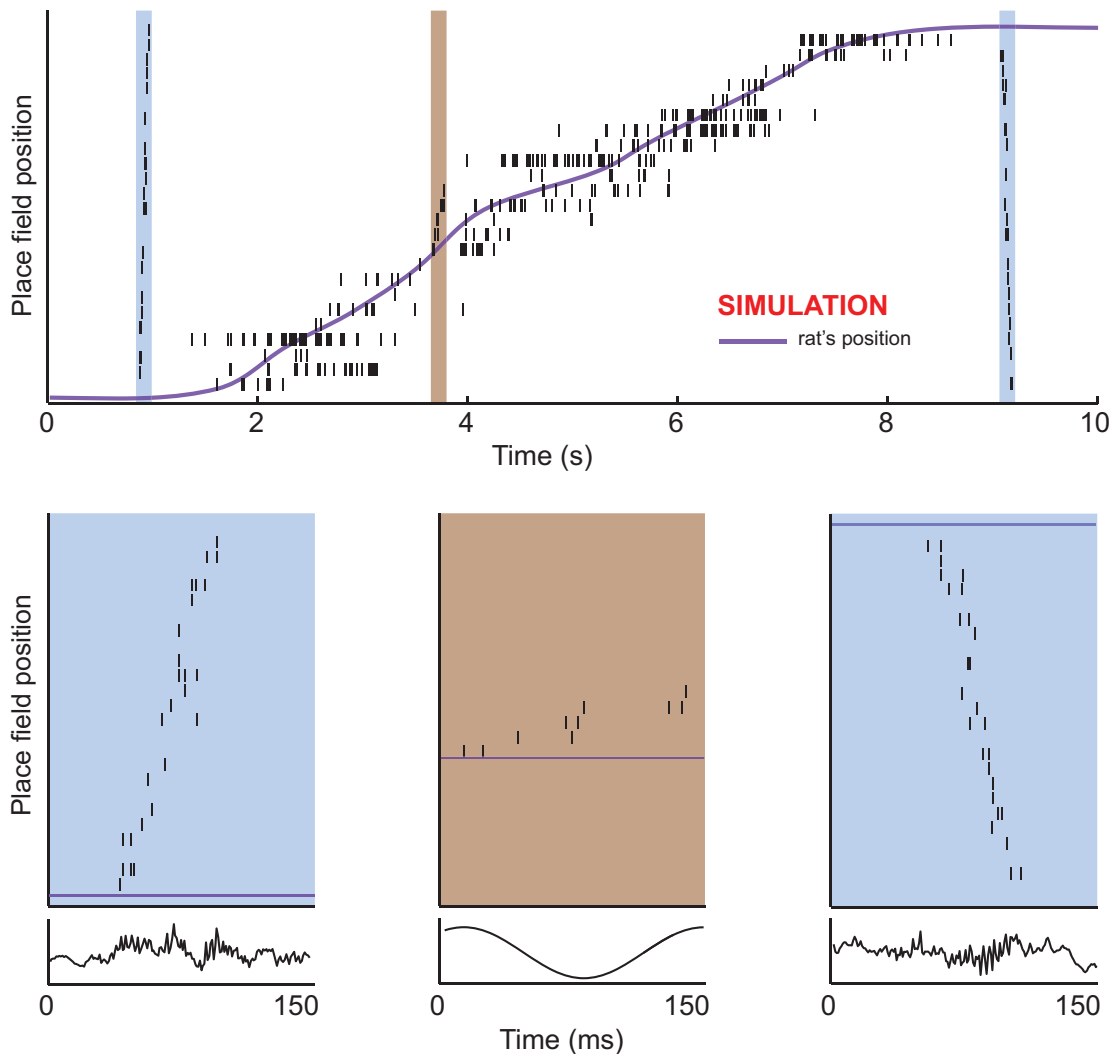 Place field position
SIMULATION
rat's position
0 2 4 6 8 10
Time (s)
Place field position
0 150 0 150 0 150
Time (ms)